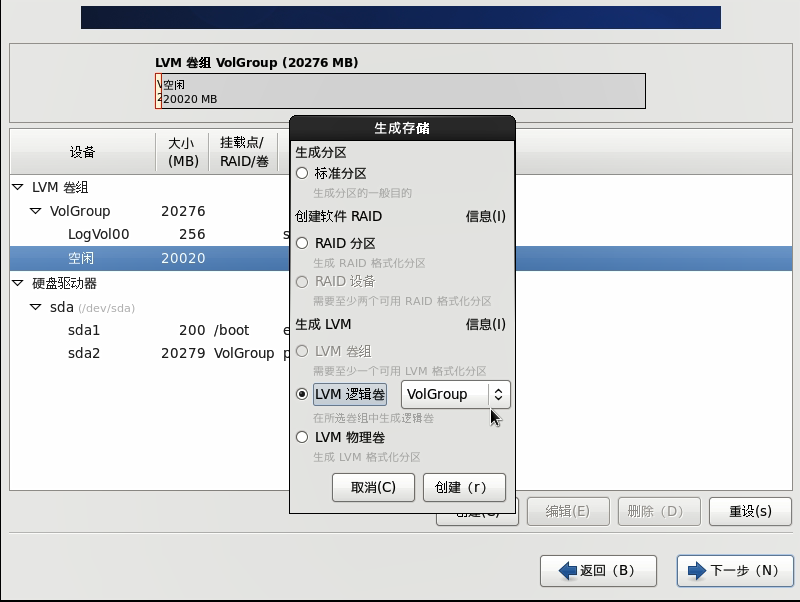 LVM 卷组 VolGroup (20276 MB)
空闲
20020 MB
设备
大小
(MB)
挂载点/
RAID/卷
LVM 卷组
VolGroup 20276
LogVol00 256 s
空闲 20020
硬盘驱动器
sda (/dev/sda)
sda1 200 /boot e
sda2 20279 VolGroup p
生成存储
生成分区
标准分区
生成分区的一般目的
创建软件 RAID 信息(I)
RAID 分区
生成 RAID 格式化分区
RAID 设备
需要至少两个可用 RAID 格式化分区
生成 LVM 信息(I)
LVM 卷组
需要至少一个可用 LVM 格式化分区
LVM 逻辑卷 VolGroup
在所选卷组中生成逻辑卷
LVM 物理卷
生成 LVM 格式化分区
取消(C) 创建（r）
创建(C) 编辑(E) 删除（D） 重设(s)
返回（B） 下一步（N）